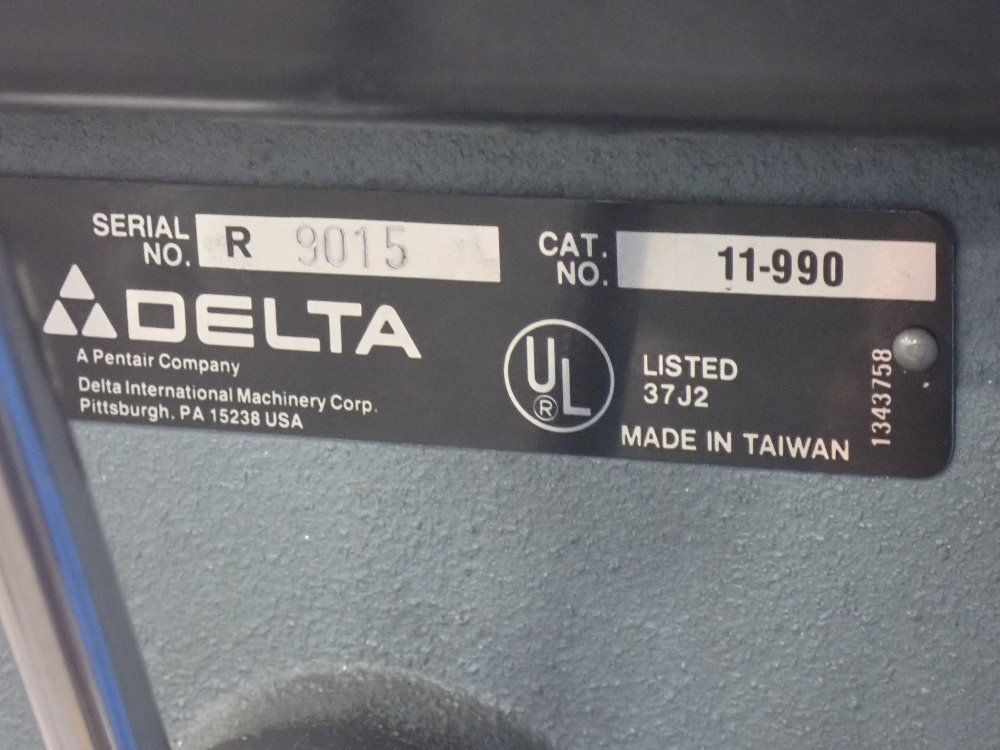 SERIAL NO. R 9015
CAT. NO. 11-990
DELTA
A Pentair Company
Delta International Machinery Corp.
Pittsburgh, PA 15238 USA
UL
®
LISTED
37J2
MADE IN TAIWAN
1343758